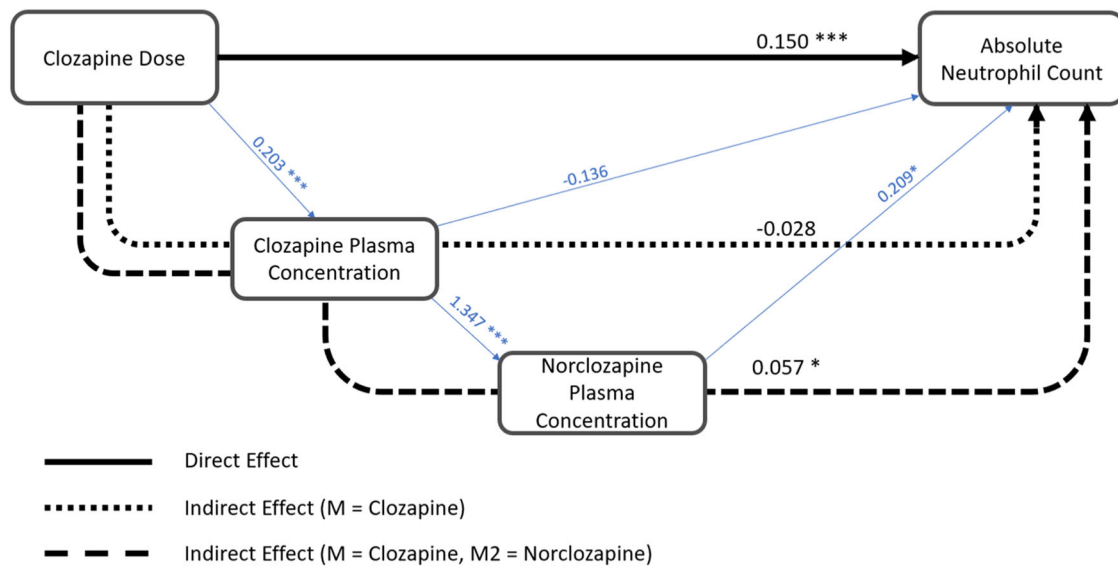 Clozapine Dose
0.150 ***
Absolute
Neutrophil Count
0.203 ***
-0.136
0.209*
Clozapine Plasma
Concentration
-0.028
1.347 ***
Norclozapine
Plasma
Concentration
0.057 *
Direct Effect
Indirect Effect (M = Clozapine)
Indirect Effect (M = Clozapine, M2 = Norclozapine)